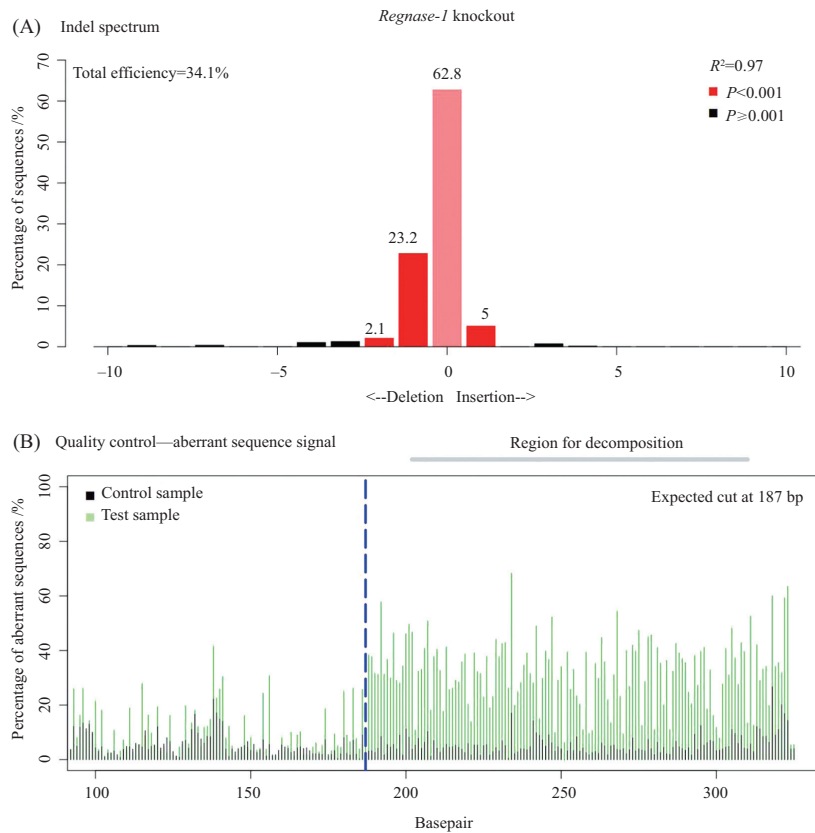 (A) Indel spectrum
Regnase-1 knockout
Total efficiency=34.1%
R²=0.97
P<0.001
P≥0.001
Percentage of sequences /%
70
60
50
40
30
20
10
0
2.1
23.2
62.8
5
–10
–5
0
5
10
<--Deletion Insertion-->
(B) Quality control—aberrant sequence signal
Region for decomposition
Control sample
Test sample
Expected cut at 187 bp
Percentage of aberrant sequences /%
100
80
60
40
20
0
100
150
200
250
300
Basepair